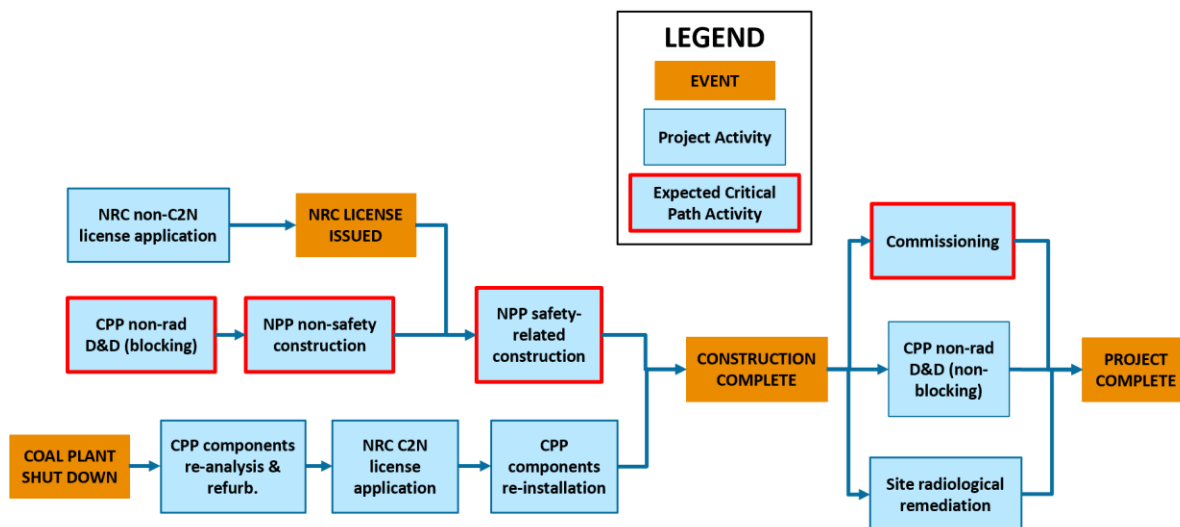 LEGEND
EVENT
Project Activity
Expected Critical
Path Activity
NRC non-C2N
license application
NRC LICENSE
ISSUED
CPP non-rad
D&D (blocking)
NPP non-safety
construction
NPP safety-
related
construction
COAL PLANT
SHUT DOWN
CPP components
re-analysis &
refurb.
NRC C2N
license
application
CPP
components
re-installation
CONSTRUCTION
COMPLETE
Commissioning
CPP non-rad
D&D (non-
blocking)
Site radiological
remediation
PROJECT
COMPLETE